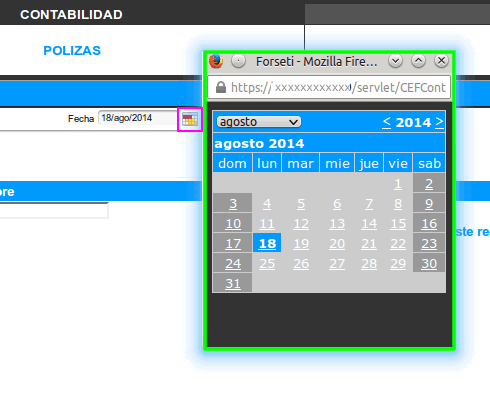 CONTABILIDAD
POLIZAS
Forseti - Mozilla Fire...
https://xxxxxxxxxxxx/servlet/CEFCont
Fecha 18/ago/2014
agosto < 2014 >
agosto 2014
dom lun mar mie jue vie sab
1 2
3 4 5 6 7 8 9
10 11 12 13 14 15 16
17 18 19 20 21 22 23
24 25 26 27 28 29 30
31
bre
ste re